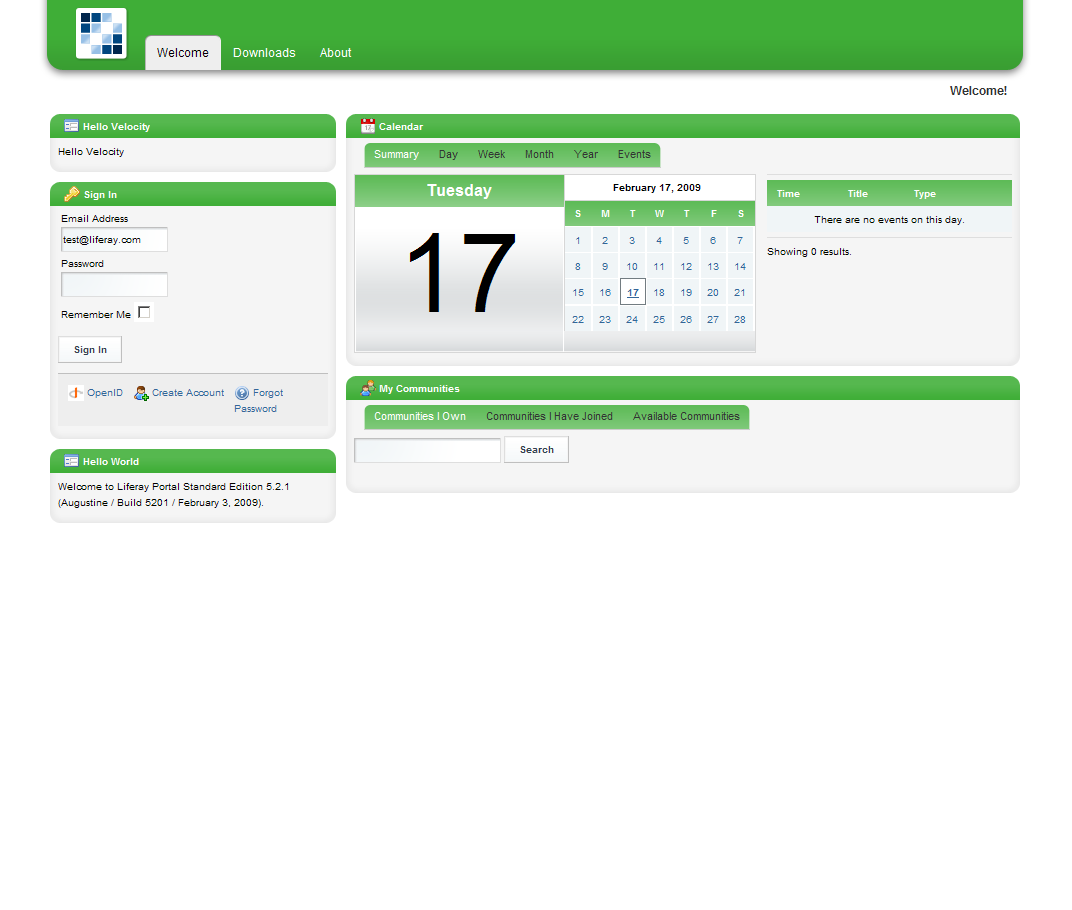 Welcome Downloads About
Welcome!
Hello Velocity
Hello Velocity
Sign In
Email Address
test@liferay.com
Password
Remember Me
Sign In
OpenID Create Account Forgot
Password
Hello World
Welcome to Liferay Portal Standard Edition 5.2.1
(Augustine / Build 5201 / February 3, 2009).
Calendar
Summary Day Week Month Year Events
Tuesday
17
February 17, 2009
S M T W T F S
1 2 3 4 5 6 7
8 9 10 11 12 13 14
15 16 17 18 19 20 21
22 23 24 25 26 27 28
Time Title Type
There are no events on this day.
Showing 0 results.
My Communities
Communities I Own Communities I Have Joined Available Communities
Search